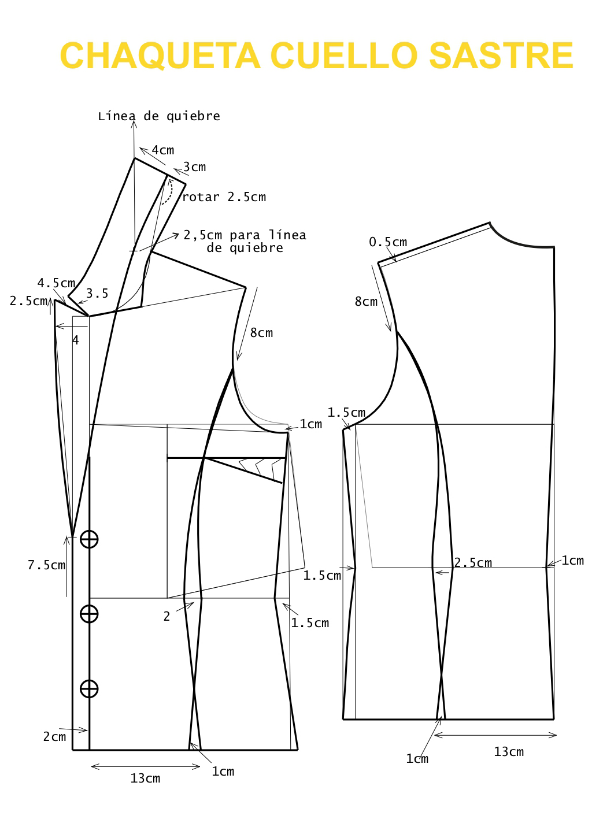 CHAQUETA CUELLO SASTRE
Línea de quiebre
4cm
3cm
rotar 2.5cm
2,5cm para línea
de quiebre
0.5cm
4.5cm
3.5
2.5cm
8cm
8cm
4
1.5cm
1cm
7.5cm
1.5cm
2.5cm
1cm
2
1.5cm
2cm
1cm
13cm
1cm
13cm